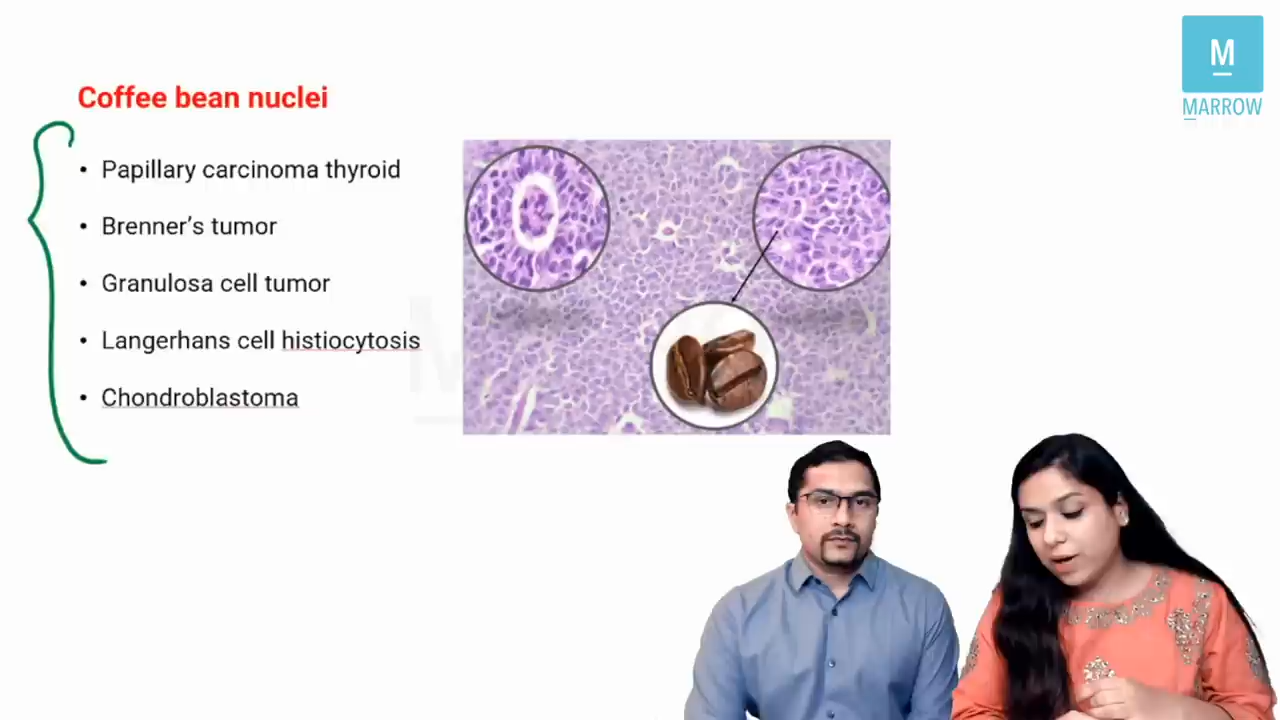 M
MARROW
Coffee bean nuclei
• Papillary carcinoma thyroid
• Brenner’s tumor
• Granulosa cell tumor
• Langerhans cell histiocytosis
• Chondroblastoma